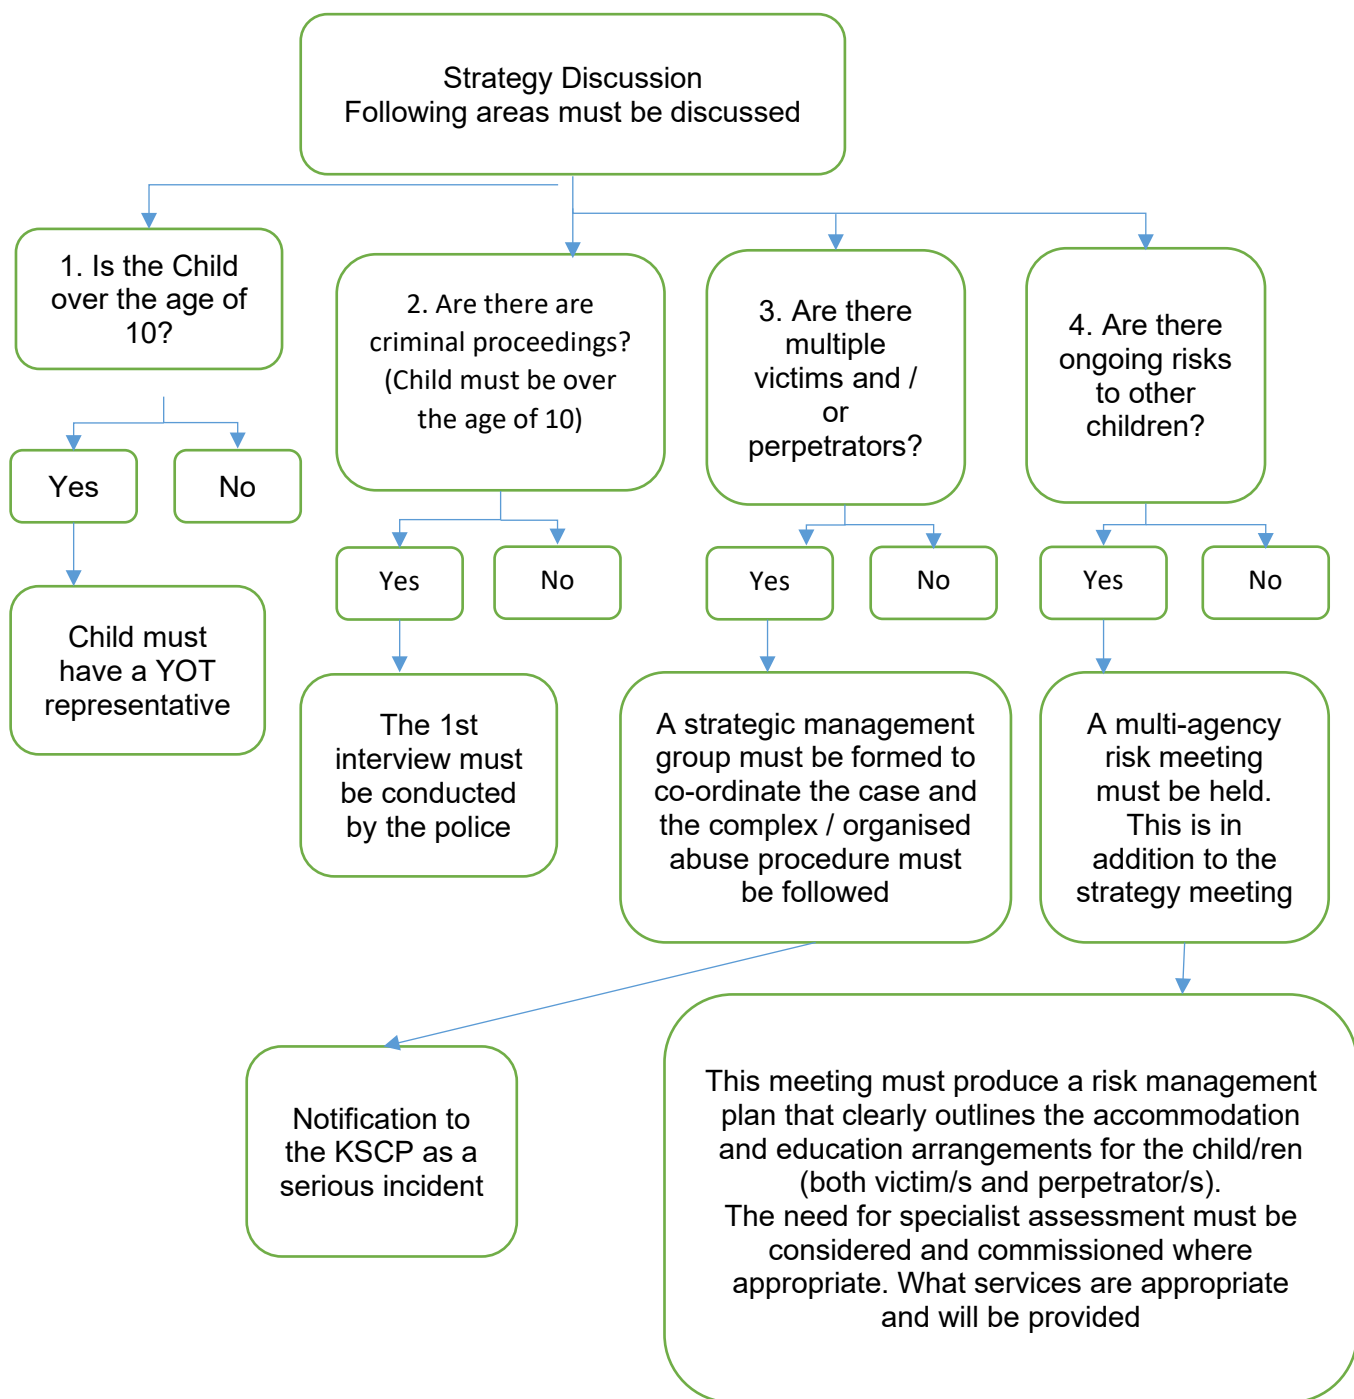 Strategy Discussion
Following areas must be discussed
1. Is the Child
over the age of
10?
2. Are there are
criminal proceedings?
(Child must be over
the age of 10)
3. Are there
multiple
victims and /
or
perpetrators?
4. Are there
ongoing risks
to other
children?
Yes
No
Yes
No
Yes
No
Yes
No
Child must
have a YOT
representative
The 1st
interview must
be conducted
by the police
A strategic management
group must be formed to
co-ordinate the case and
the complex / organised
abuse procedure must
be followed
A multi-agency
risk meeting
must be held.
This is in
addition to the
strategy meeting
Notification to
the KSCP as a
serious incident
This meeting must produce a risk management
plan that clearly outlines the accommodation
and education arrangements for the child/ren
(both victim/s and perpetrator/s).
The need for specialist assessment must be
considered and commissioned where
appropriate. What services are appropriate
and will be provided